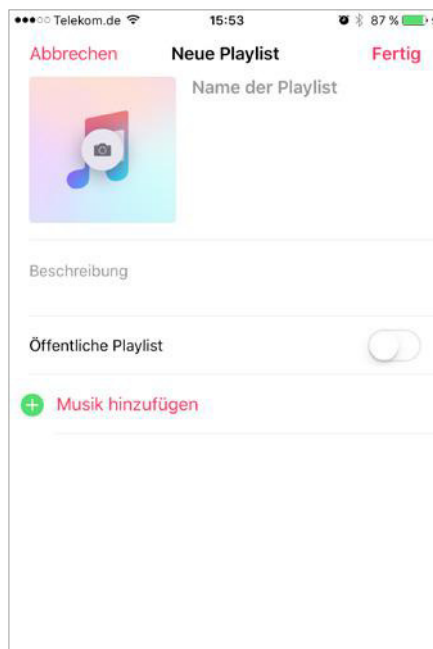 Telekom.de 15:53 87 %
Abbrechen Neue Playlist Fertig
Name der Playlist
Beschreibung
Öffentliche Playlist
Musik hinzufügen